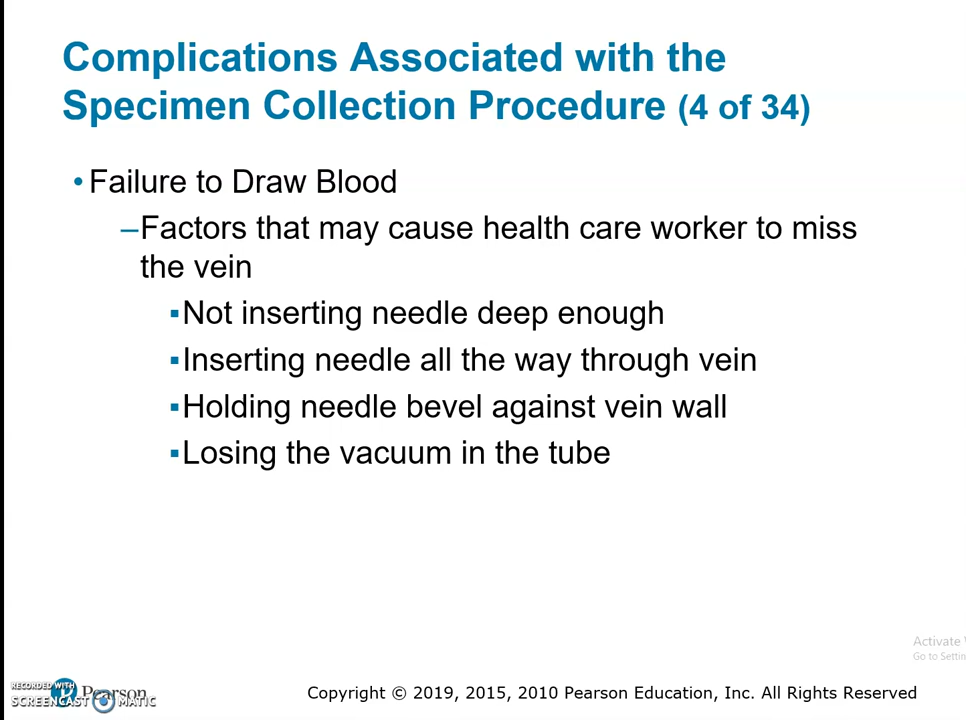 Complications Associated with the
Specimen Collection Procedure (4 of 34)
• Failure to Draw Blood
–Factors that may cause health care worker to miss
the vein
▪Not inserting needle deep enough
▪Inserting needle all the way through vein
▪Holding needle bevel against vein wall
▪Losing the vacuum in the tube
Activate
Go to Settin
RECORDED WITH
SCREENCAST MATIC
Pearson
Copyright © 2019, 2015, 2010 Pearson Education, Inc. All Rights Reserved